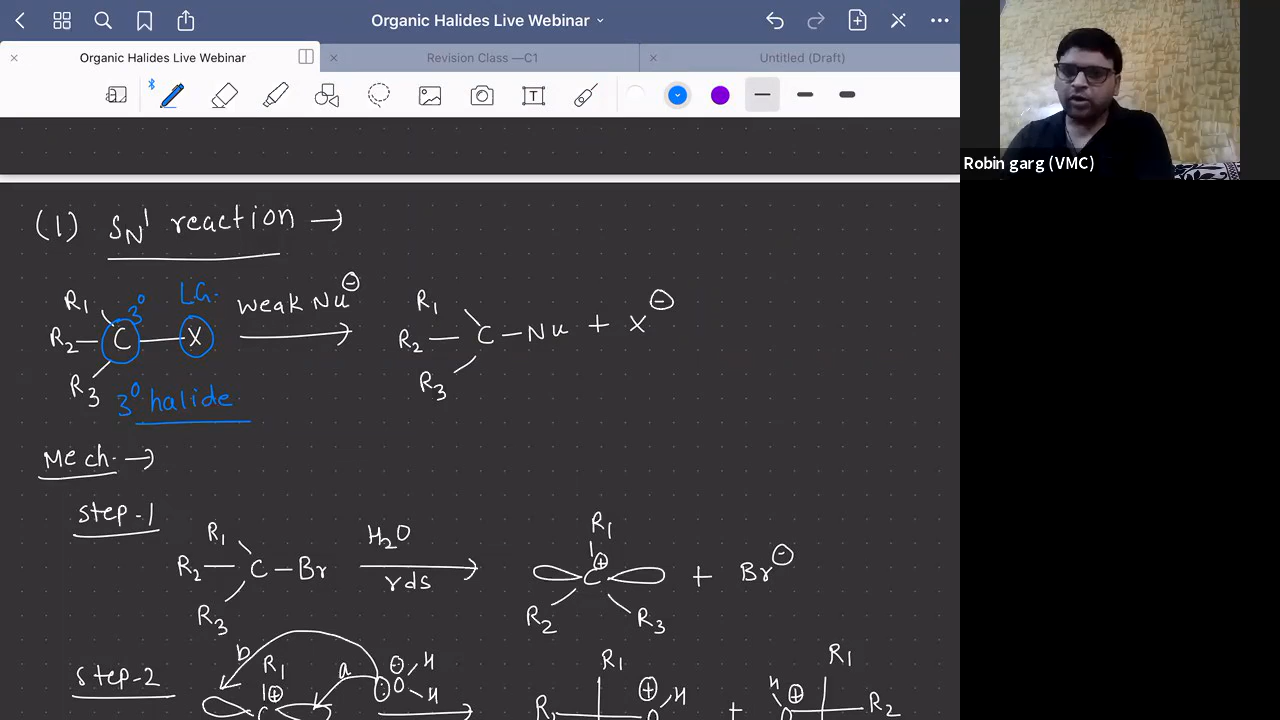 Organic Halides Live Webinar
Organic Halides Live Webinar
Revision Class —C1
Untitled (Draft)
T
Robin garg (VMC)
(1) SN1 reaction →
R1 R2 R3 C 3° — X L.G. weak Nu⊖ → R1 R2 R3 C — Nu + X⊖
3° halide
Mech. →
Step-1
R1 R2 R3 C — Br H2O rds → R1 C⊕ R2 R3 + Br⊖
Step-2
b R1 ⊕ C a O H H → R1 R ⊕ H O + R1 H ⊕ O R2